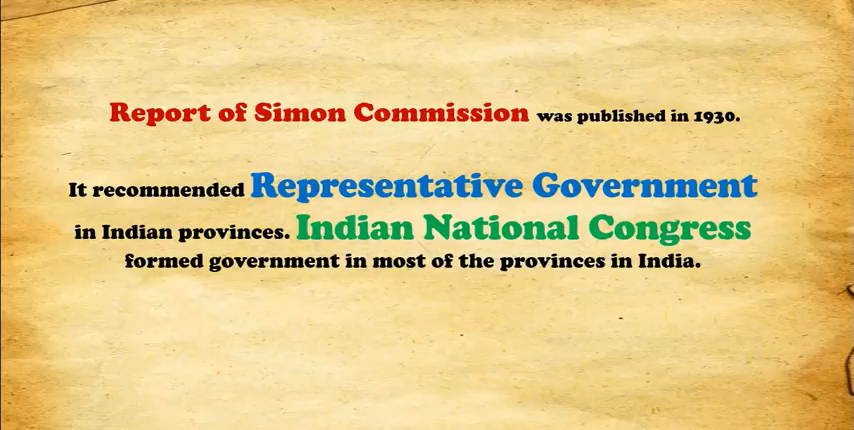 Report of Simon Commission was published in 1930.
It recommended Representative Government
in Indian provinces. Indian National Congress
formed government in most of the provinces in India.